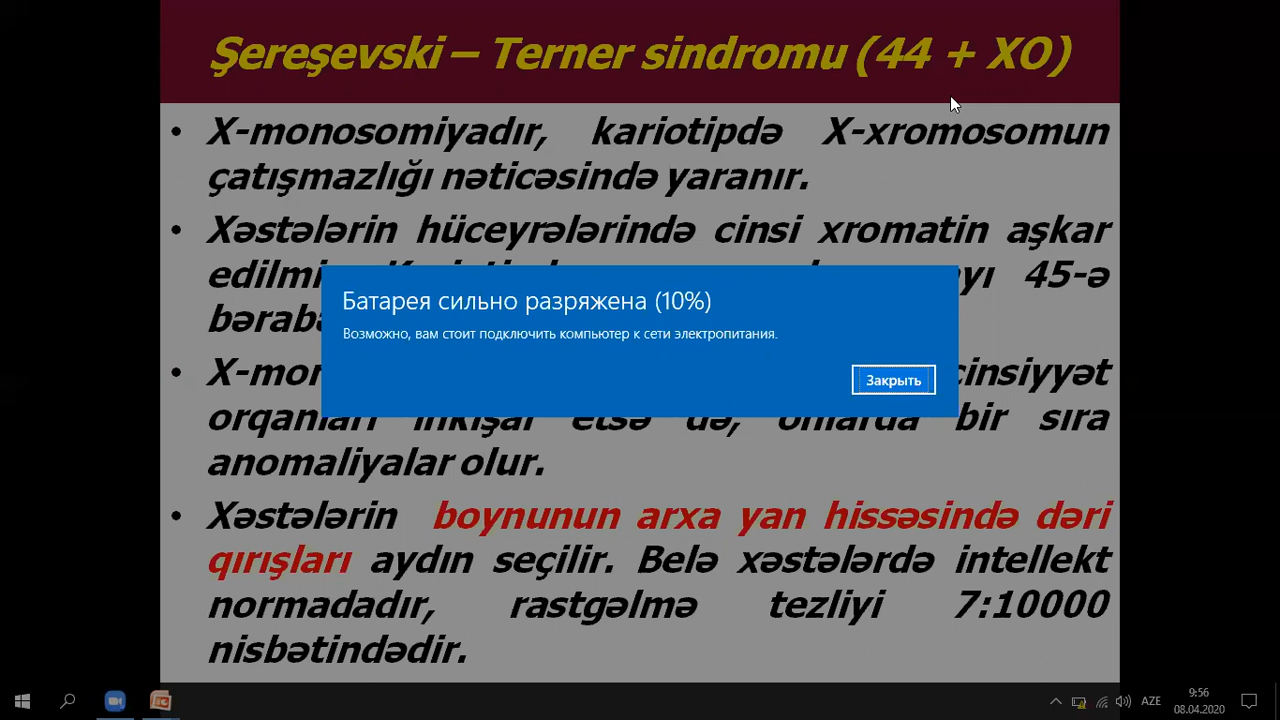 Şereşevski – Terner sindromu (44 + XO)
• X-monosomiyadır, kariotipdə X-xromosomun
çatışmazlığı nəticəsində yaranır.
• Xəstələrin hüceyrələrində cinsi xromatin aşkar
45-ə
Батарея сильно разряжена (10%)
Возможно, вам стоит подключить компьютер к сети электропитания.
Закрыть
cinsiyyət
orqanları inkişaf etsə də, onlarda bir sıra
anomaliyalar olur.
• Xəstələrin boynunun arxa yan hissəsində dəri
qırışları aydın seçilir. Belə xəstələrdə intellekt
normadadır, rastgəlmə tezliyi 7:10000
nisbətindədir.
AZE
9:56
08.04.2020